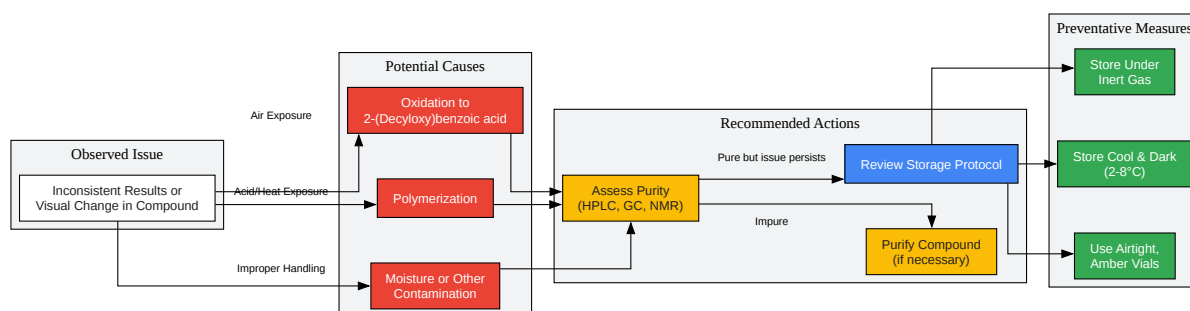 Observed Issue
Inconsistent Results or
Visual Change in Compound
Air Exposure
Acid/Heat Exposure
Improper Handling
Potential Causes
Oxidation to
2-(Decyloxy)benzoic acid
Polymerization
Moisture or Other
Contamination
Recommended Actions
Assess Purity
(HPLC, GC, NMR)
Pure but issue persists
Impure
Review Storage Protocol
Purify Compound
(if necessary)
Preventative Measures
Store Under
Inert Gas
Store Cool & Dark
(2-8°C)
Use Airtight,
Amber Vials